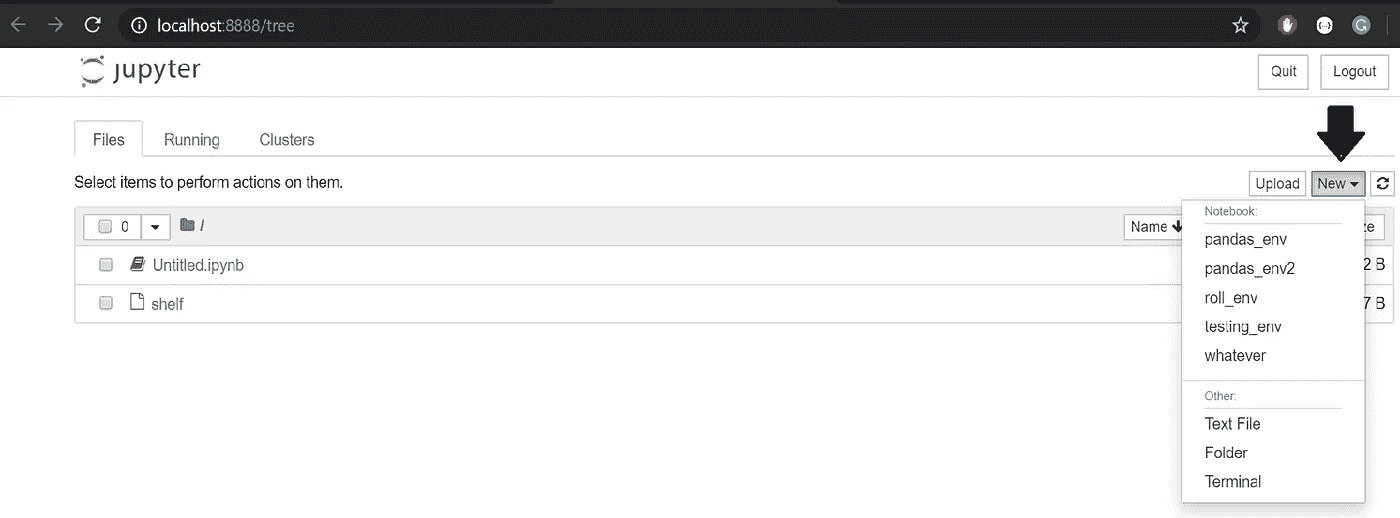 localhost:8888/tree
jupyter
Quit
Logout
Files
Running
Clusters
Select items to perform actions on them.
Upload
New
0
/
Name
Notebook:
pandas_env
pandas_env2
roll_env
testing_env
whatever
Other:
Text File
Folder
Terminal
Untitled.ipynb
2 B
shelf
7 B